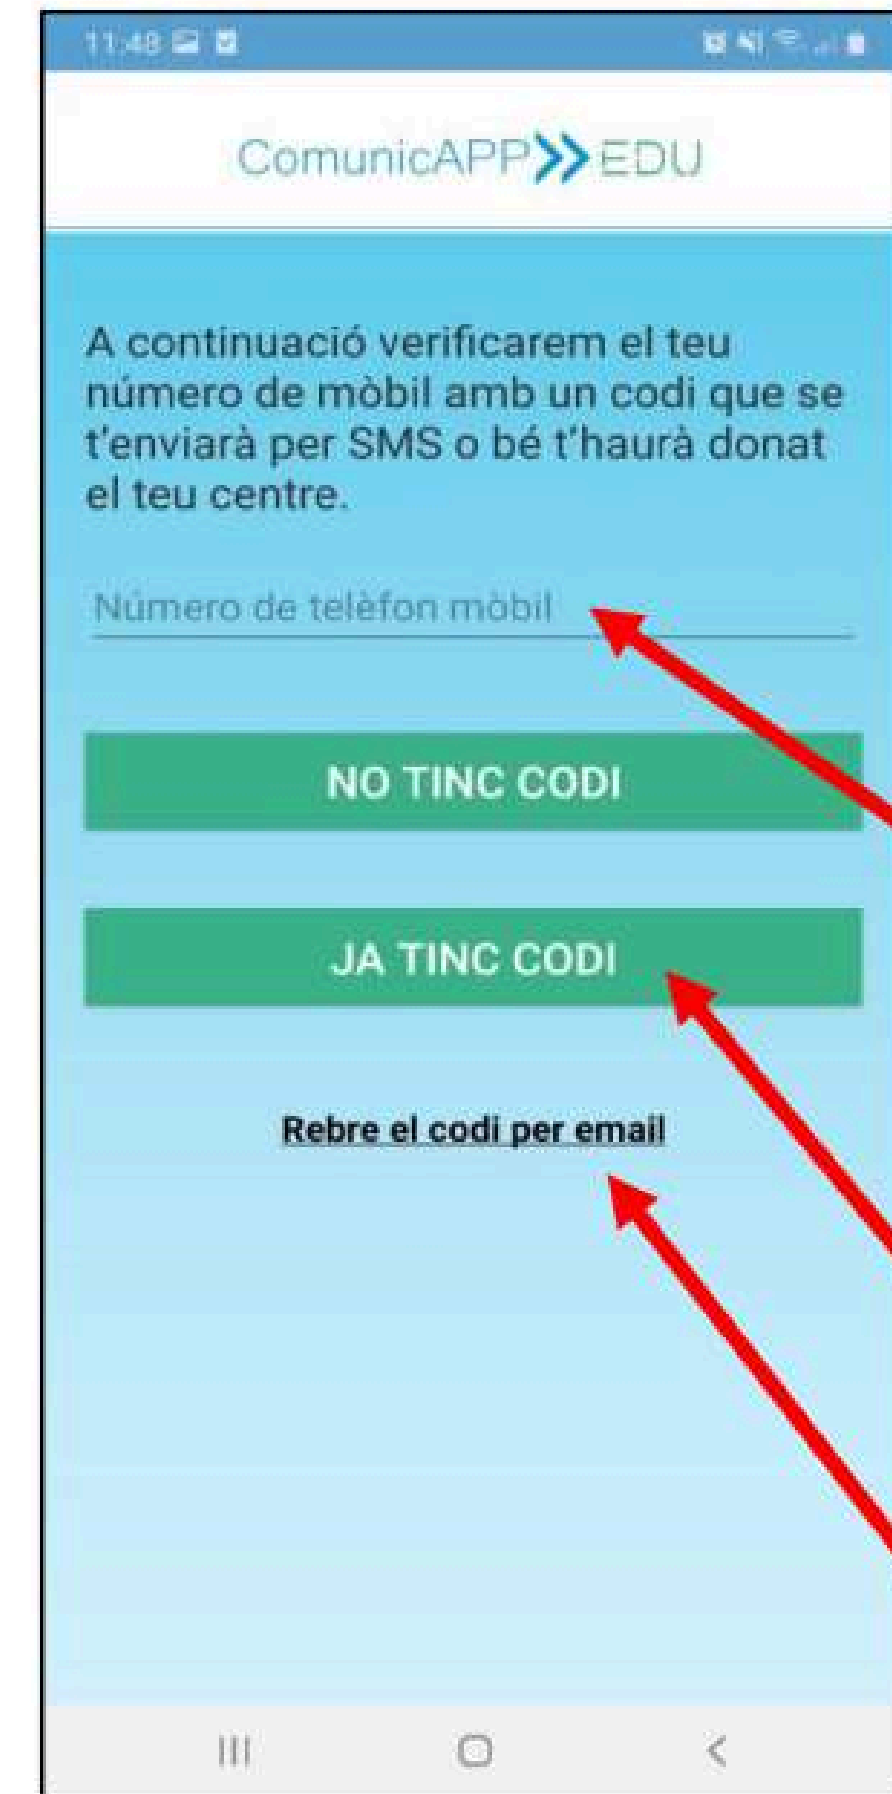 11:48
ComunicAPP>>EDU
A continuació verificarem el teu
número de mòbil amb un codi que se
t'enviarà per SMS o bé t'haurà donat
el teu centre.
Número de telèfon mòbil
NO TINC CODI
JA TINC CODI
Rebre el codi per email